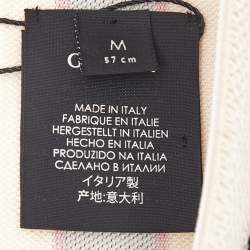 M
57 cm
MADE IN ITALY
FABRIQUÉ EN ITALIE
HERGESTELLT IN ITALIEN
HECHO EN ITALIA
PRODUZIDO NA ITALIA
СДЕЛАНО В ИТАЛИИ
イタリア製
产地:意大利